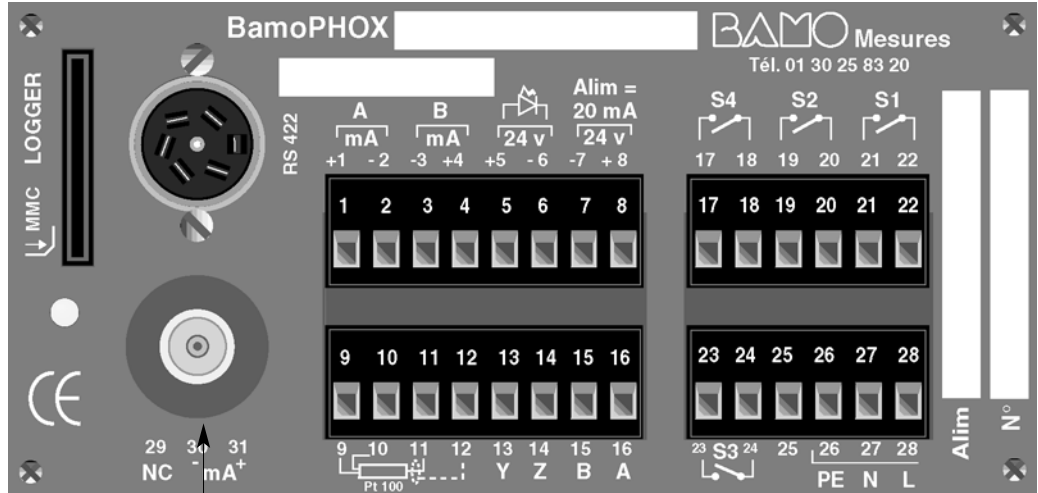 BamoPHOX
BAMO Mesures
Tél. 01 30 25 83 20
MMC LOGGER
RS 422
A B Alim =
20 mA
mA mA 24 v 24 v
+1 - 2 -3 +4 +5 - 6 -7 + 8
S4 S2 S1
17 18 19 20 21 22
1 2 3 4 5 6 7 8
17 18 19 20 21 22
9 10 11 12 13 14 15 16
23 24 25 26 27 28
CE
29 30 31
NC - mA +
9 10 11 12 13 14 15 16
Pt 100 Y Z B A
23 S3 24 25 26 27 28
PE N L
Alim
N°